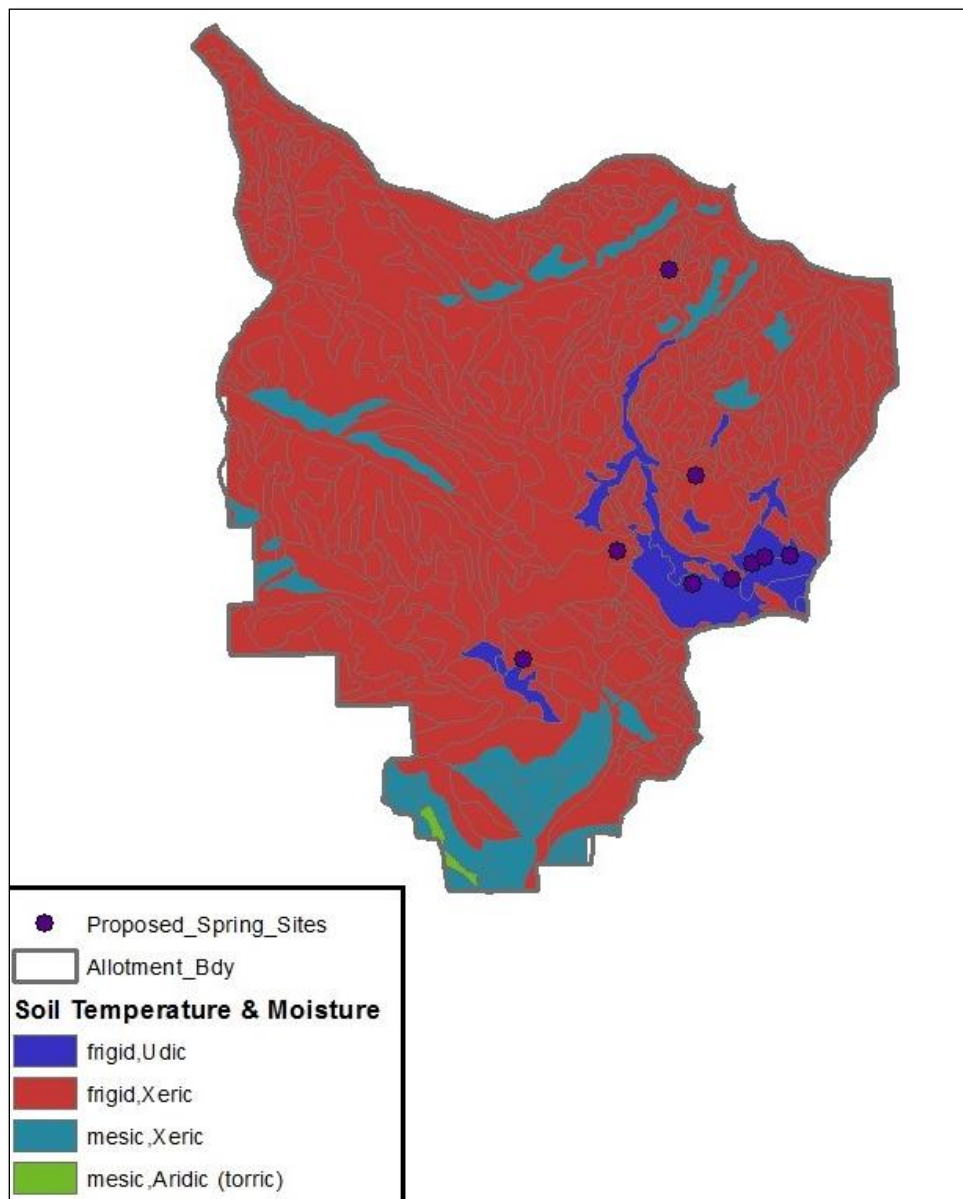 Proposed_Spring_Sites
Allotment_Bdy
Soil Temperature & Moisture
frigid,Udic
frigid,Xeric
mesic,Xeric
mesic,Aridic (torric)